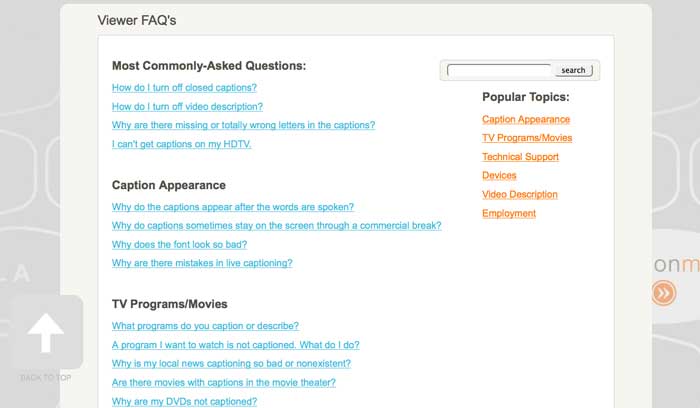 Viewer FAQ's
Most Commonly-Asked Questions:
How do I turn off closed captions?
How do I turn off video description?
Why are there missing or totally wrong letters in the captions?
I can't get captions on my HDTV.
Caption Appearance
Why do the captions appear after the words are spoken?
Why do captions sometimes stay on the screen through a commercial break?
Why does the font look so bad?
Why are there mistakes in live captioning?
TV Programs/Movies
What programs do you caption or describe?
A program I want to watch is not captioned. What do I do?
Why is my local news captioning so bad or nonexistent?
Are there movies with captions in the movie theater?
Why are my DVDs not captioned?
search
Popular Topics:
Caption Appearance
TV Programs/Movies
Technical Support
Devices
Video Description
Employment
BACK TO TOP
onm
L A